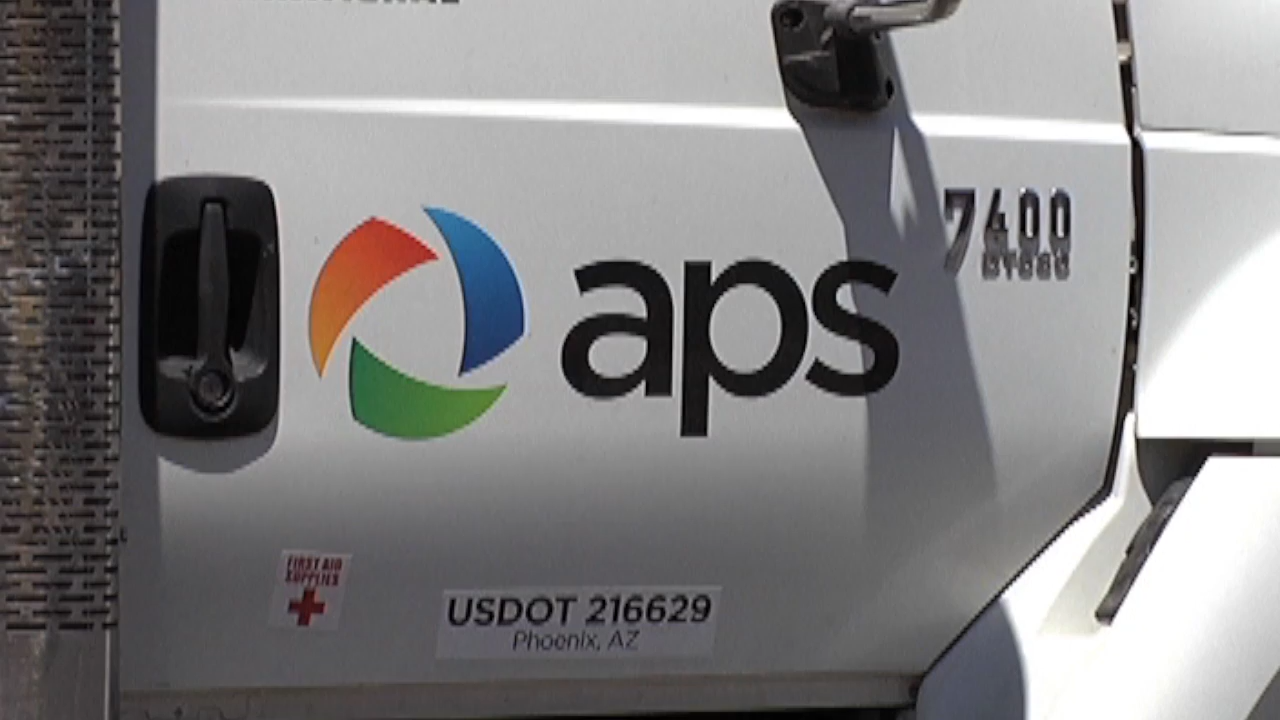 7400
aps
FIRST AID
SUPPLIES
USDOT 216629
Phoenix, AZ